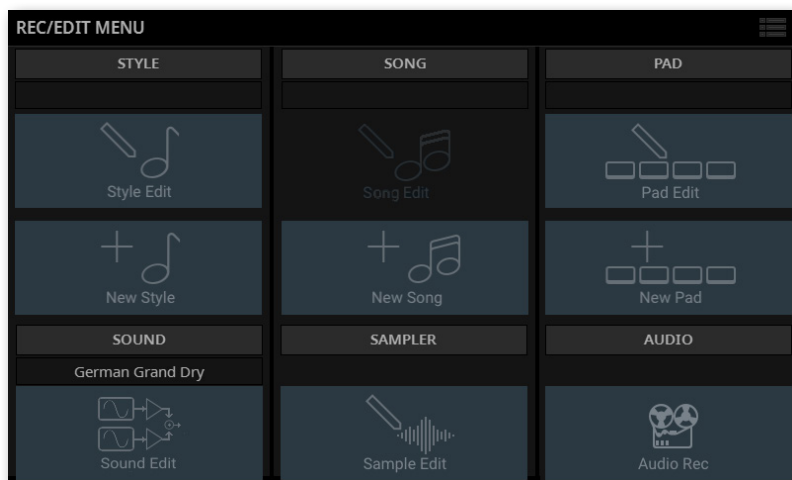 REC/EDIT MENU
STYLE SONG PAD
Style Edit Song Edit Pad Edit
New Style New Song New Pad
SOUND SAMPLER AUDIO
German Grand Dry
Sound Edit Sample Edit Audio Rec